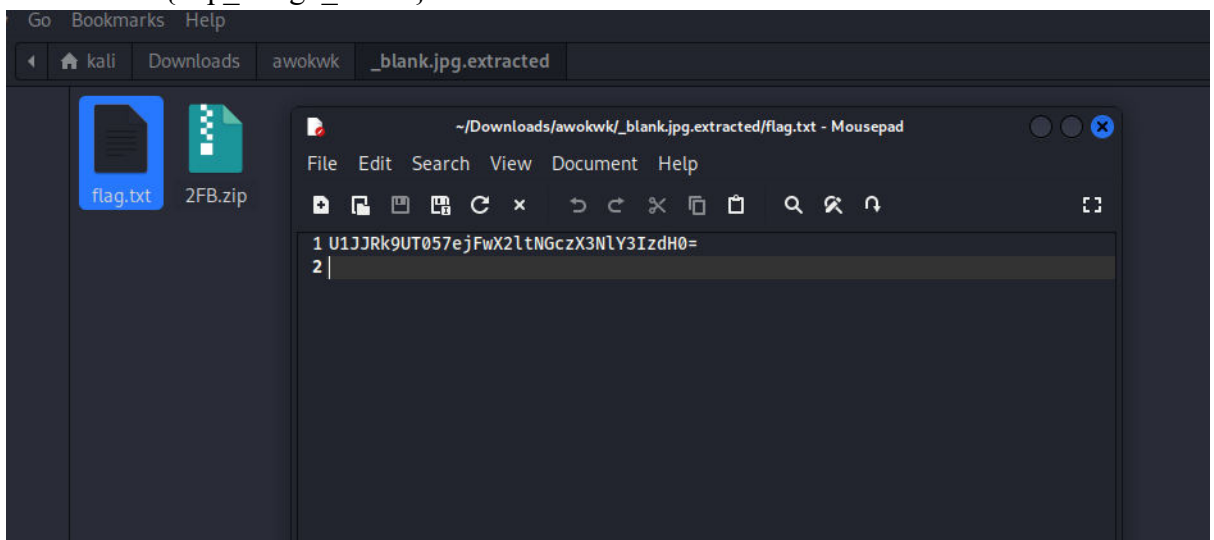 Go Bookmarks Help
kali Downloads awokwk _blank.jpg.extracted
~/Downloads/awokwk/_blank.jpg.extracted/flag.txt - Mousepad
File Edit Search View Document Help
flag.txt 2FB.zip
1 U1JJRk9UT057ejFwX2ltNGczX3NlY3IzdH0=
2